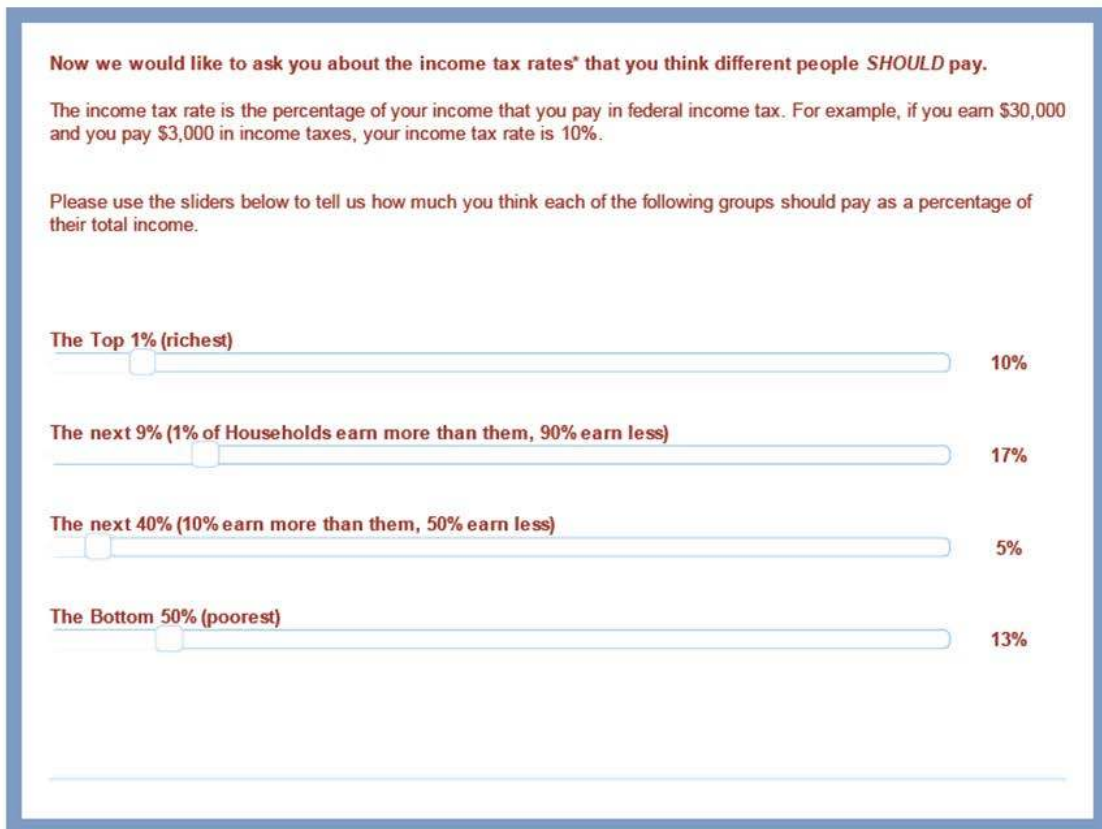 Now we would like to ask you about the income tax rates* that you think different people SHOULD pay.
The income tax rate is the percentage of your income that you pay in federal income tax. For example, if you earn $30,000
and you pay $3,000 in income taxes, your income tax rate is 10%.
Please use the sliders below to tell us how much you think each of the following groups should pay as a percentage of
their total income.
The Top 1% (richest)
10%
The next 9% (1% of Households earn more than them, 90% earn less)
17%
The next 40% (10% earn more than them, 50% earn less)
5%
The Bottom 50% (poorest)
13%